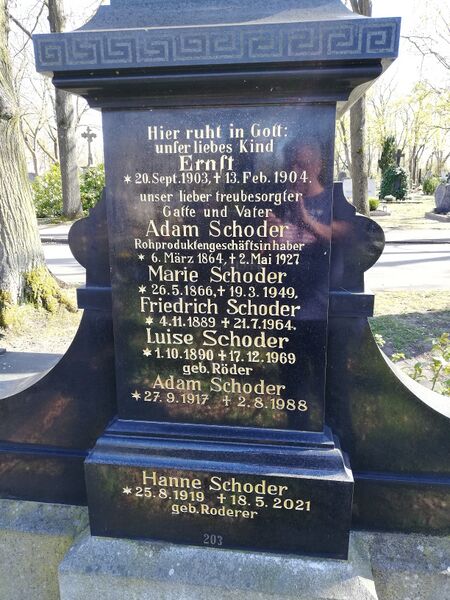 Hier ruht in Gott:
unser liebes Kind
Ernst
* 20. Sept. 1903, + 13. Feb. 1904.
unser lieber treubesorgter
Gatte und Vater
Adam Schoder
Rohproduktengeschäftsinhaber
* 6. März 1864, + 2. Mai 1927
Marie Schoder
* 26.5.1866, + 19.3.1949,
Friedrich Schoder
* 4.11.1889 + 21.7.1964.
Luise Schoder
* 1.10.1890 + 17.12.1969
geb. Röder
Adam Schoder
* 27.9.1917 + 2.8.1988
Hanne Schoder
* 25.8.1919 + 18.5.2021
geb. Roderer
203